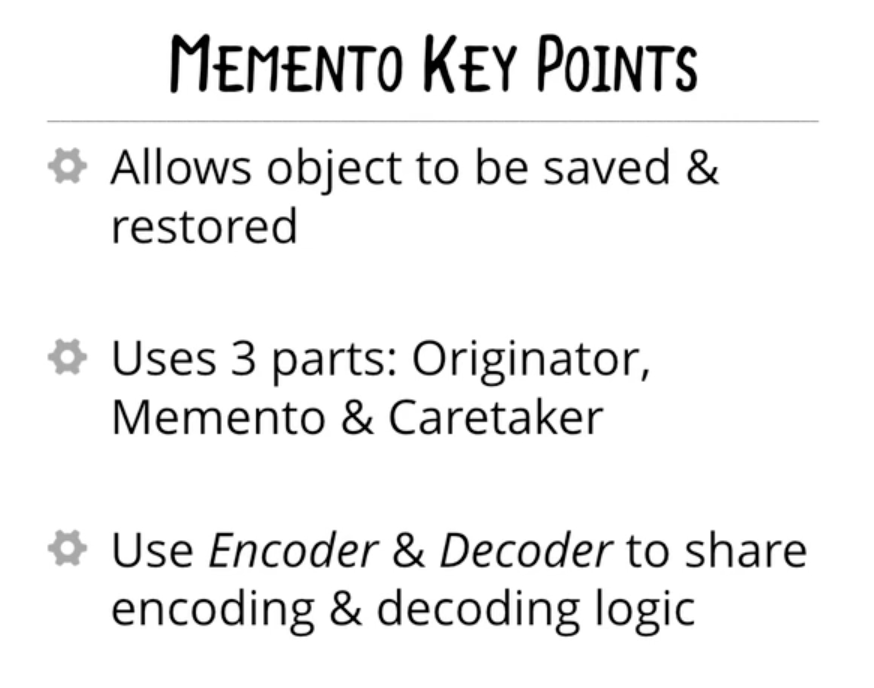 Memento Key Points
Allows object to be saved &
restored
Uses 3 parts: Originator,
Memento & Caretaker
Use Encoder & Decoder to share
encoding & decoding logic